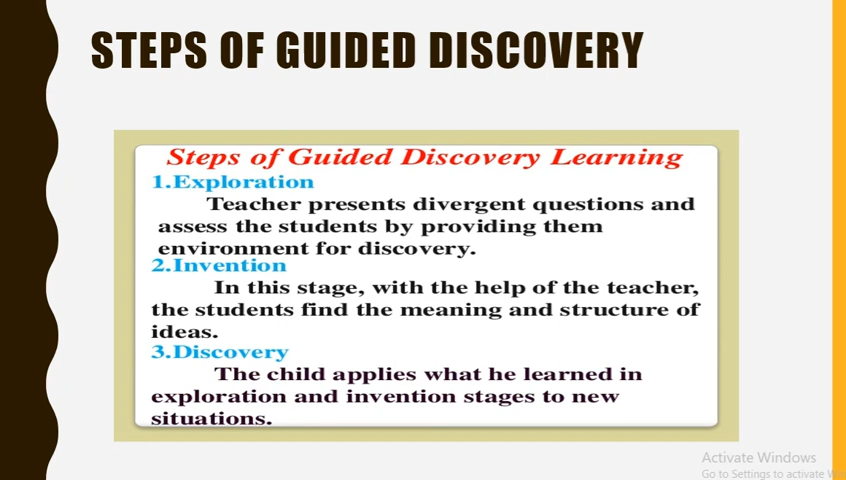 STEPS OF GUIDED DISCOVERY
Steps of Guided Discovery Learning
1.Exploration
Teacher presents divergent questions and
assess the students by providing them
environment for discovery.
2.Invention
In this stage, with the help of the teacher,
the students find the meaning and structure of
ideas.
3.Discovery
The child applies what he learned in
exploration and invention stages to new
situations.
Activate Windows
Go to Settings to activate